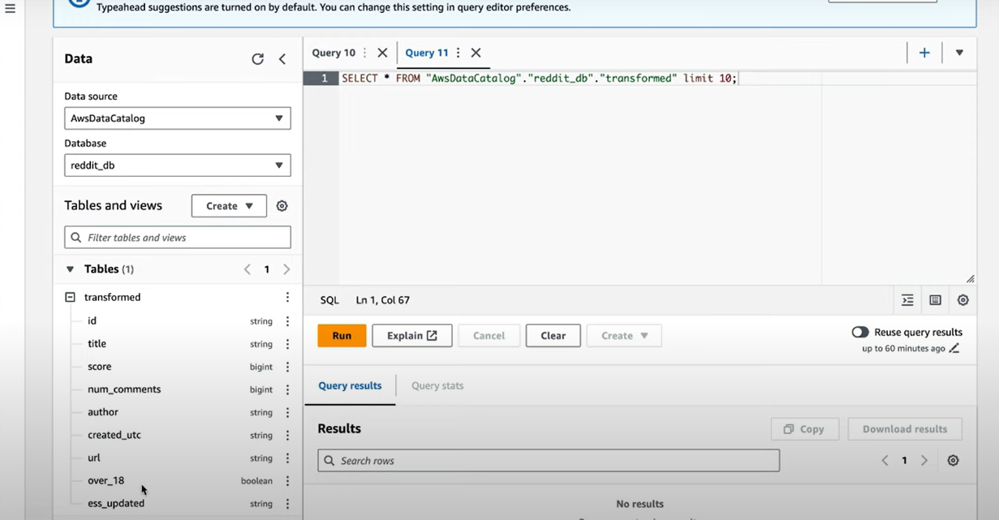 Typeahead suggestions are turned on by default. You can change this setting in query editor preferences.
Data
Data source
AwsDataCatalog
Database
reddit_db
Tables and views
Create
Filter tables and views
Tables (1)
1
transformed
id string
title string
score bigint
num_comments bigint
author string
created_utc string
url string
over_18 boolean
ess_updated string
Query 10
Query 11
1 SELECT * FROM "AwsDataCatalog"."reddit_db"."transformed" limit 10;
SQL Ln 1, Col 67
Run
Explain
Cancel
Clear
Create
Reuse query results
up to 60 minutes ago
Query results
Query stats
Results
Copy
Download results
Search rows
1
No results